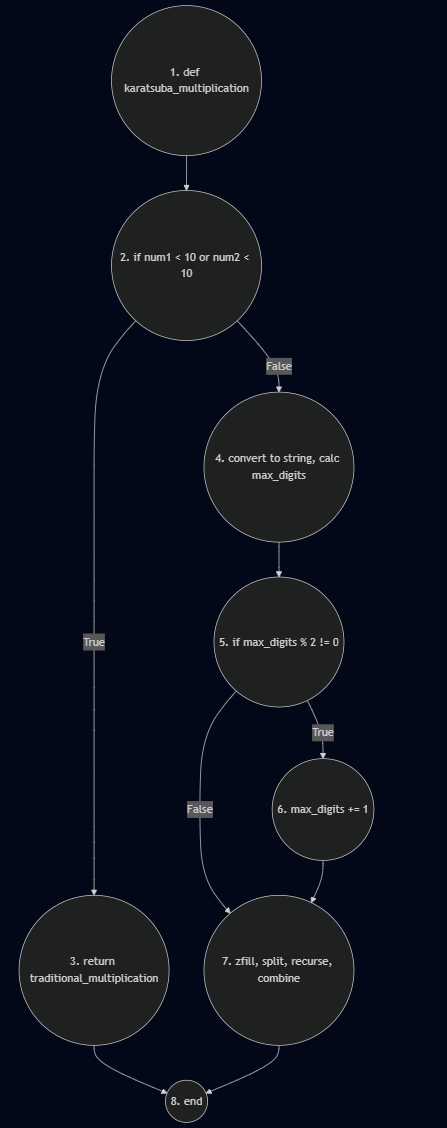 1. def
karatsuba_multiplication
2. if num1 < 10 or num2 <
10
False
4. convert to string, calc
max_digits
True
5. if max_digits % 2 != 0
True
False
6. max_digits += 1
3. return
traditional_multiplication
7. zfill, split, recurse,
combine
8. end